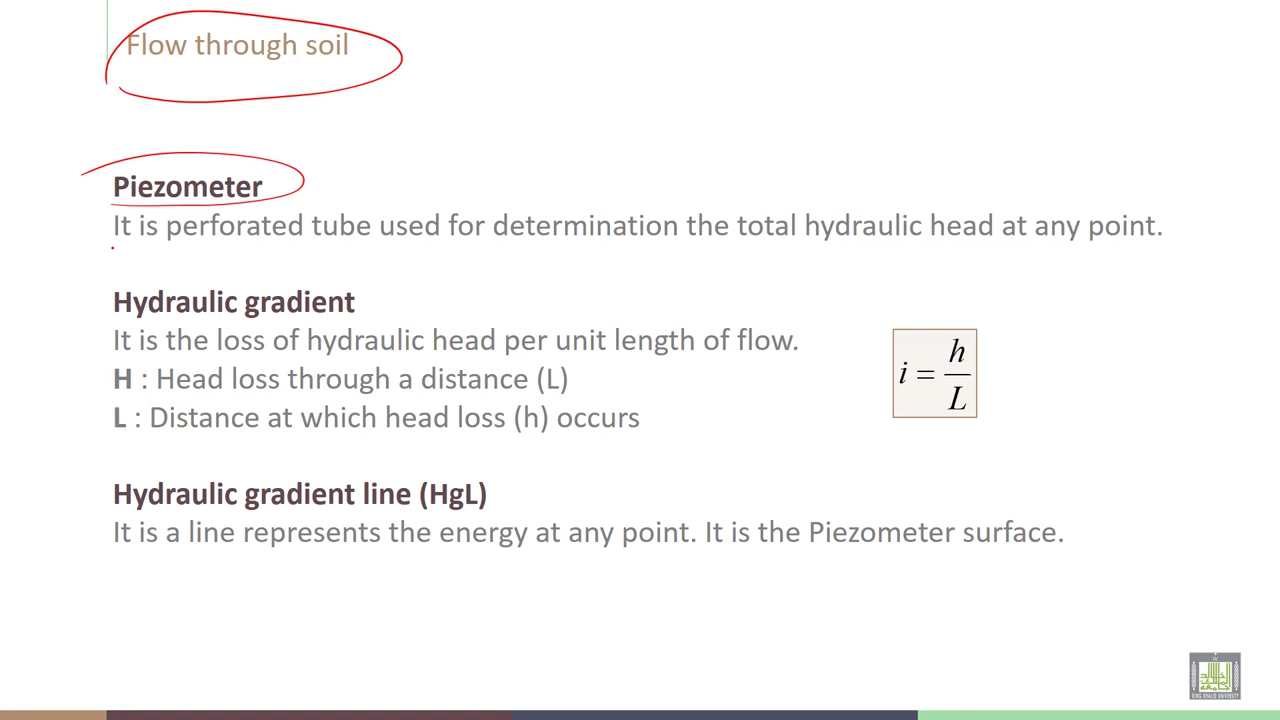 Flow through soil
Piezometer
It is perforated tube used for determination the total hydraulic head at any point.
Hydraulic gradient
It is the loss of hydraulic head per unit length of flow.
H : Head loss through a distance (L)
L : Distance at which head loss (h) occurs
i = h / L
Hydraulic gradient line (HgL)
It is a line represents the energy at any point. It is the Piezometer surface.
KING KHALID UNIVERSITY